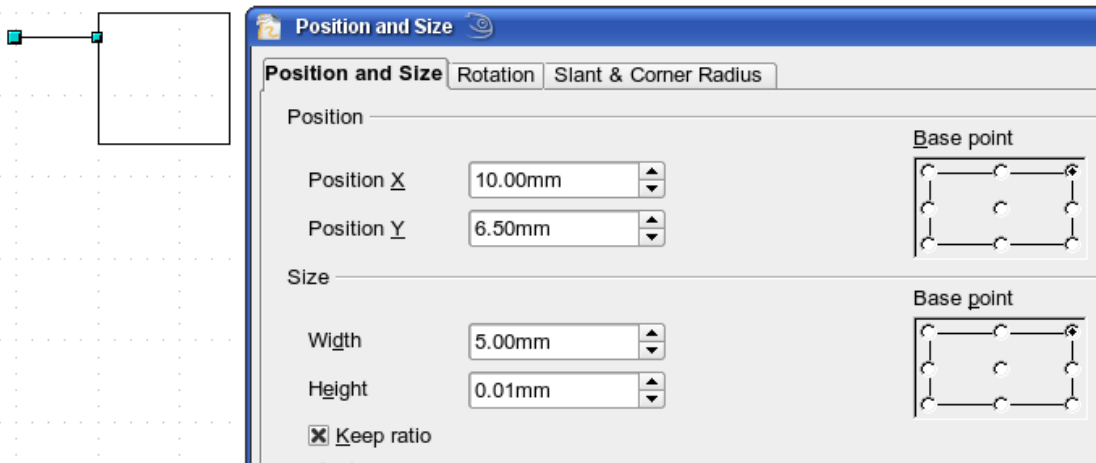 Position and Size
Position and Size Rotation Slant & Corner Radius
Position
Base point
Position X 10.00mm
Position Y 6.50mm
Size
Base point
Width 5.00mm
Height 0.01mm
Keep ratio